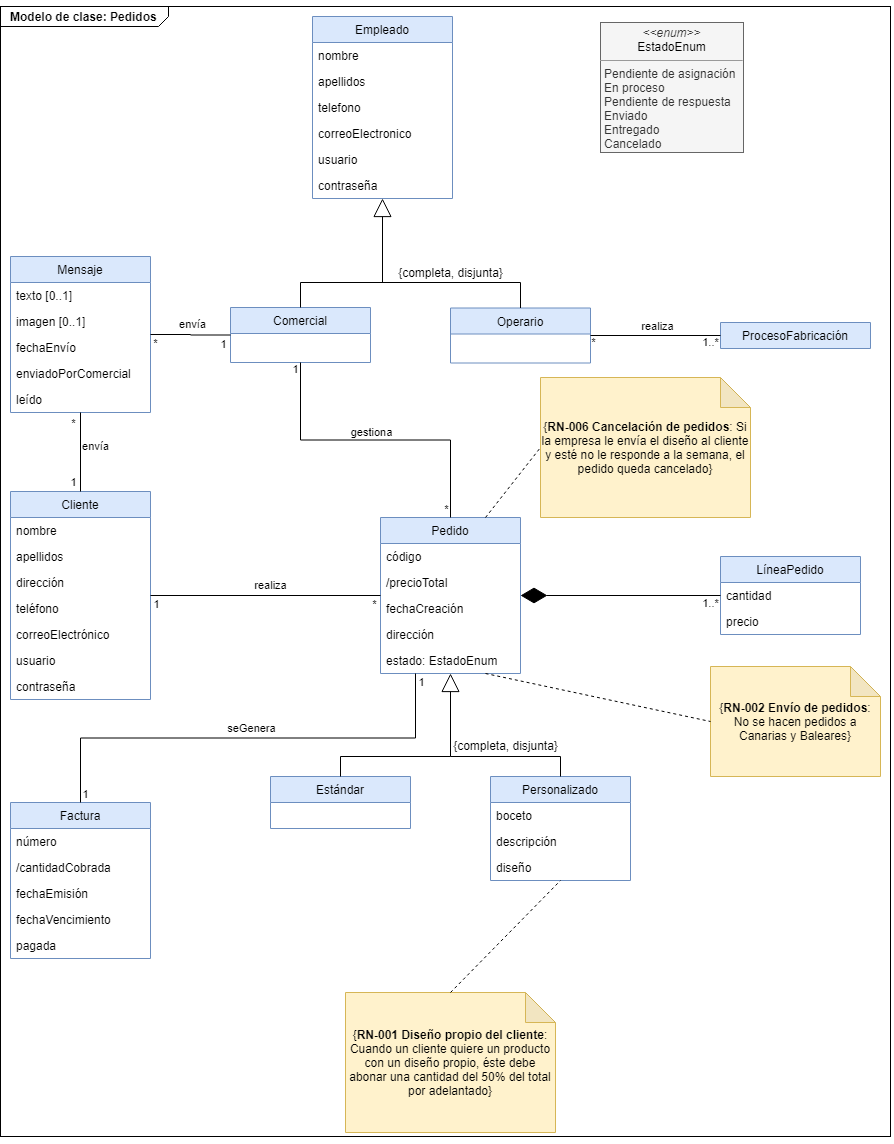 Modelo de clase: Pedidos
Empleado
nombre
apellidos
telefono
correoElectronico
usuario
contraseña
<<enum>>
EstadoEnum
Pendiente de asignación
En proceso
Pendiente de respuesta
Enviado
Entregado
Cancelado
{completa, disjunta}
Mensaje
texto [0..1]
imagen [0..1]
fechaEnvío
enviadoPorComercial
leído
envía
*
1
Comercial
Operario
realiza
*
1..*
ProcesoFabricación
1
gestiona
*
{RN-006 Cancelación de pedidos: Si
la empresa le envía el diseño al cliente
y esté no le responde a la semana, el
pedido queda cancelado}
*
envía
1
Cliente
nombre
apellidos
dirección
teléfono
correoElectrónico
usuario
contraseña
realiza
1
*
Pedido
código
/precioTotal
fechaCreación
dirección
estado: EstadoEnum
1..*
LíneaPedido
cantidad
precio
{RN-002 Envío de pedidos:
No se hacen pedidos a
Canarias y Baleares}
1
seGenera
1
{completa, disjunta}
Estándar
Personalizado
boceto
descripción
diseño
Factura
número
/cantidadCobrada
fechaEmisión
fechaVencimiento
pagada
{RN-001 Diseño propio del cliente:
Cuando un cliente quiere un producto
con un diseño propio, éste debe
abonar una cantidad del 50% del total
por adelantado}